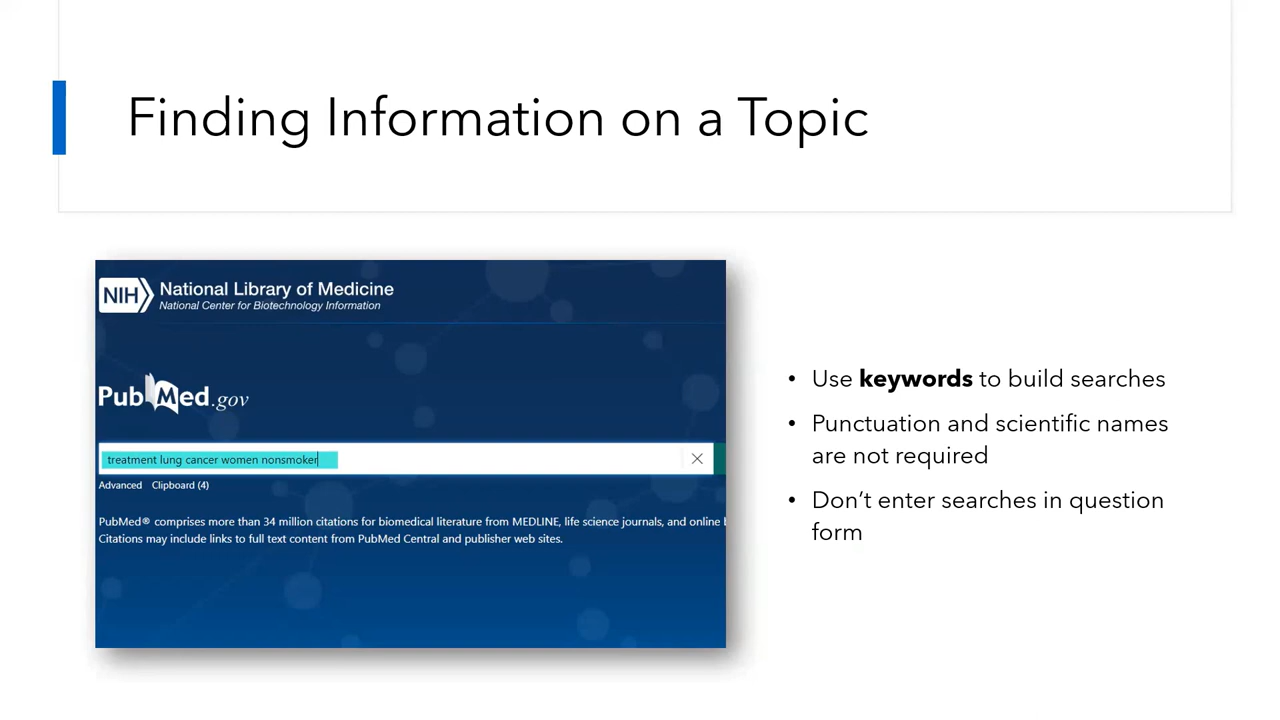 Finding Information on a Topic
NIH National Library of Medicine
National Center for Biotechnology Information
PubMed.gov
treatment lung cancer women nonsmoker
Advanced Clipboard (4)
PubMed® comprises more than 34 million citations for biomedical literature from MEDLINE, life science journals, and online
Citations may include links to full text content from PubMed Central and publisher web sites.
• Use keywords to build searches
• Punctuation and scientific names
are not required
• Don’t enter searches in question
form